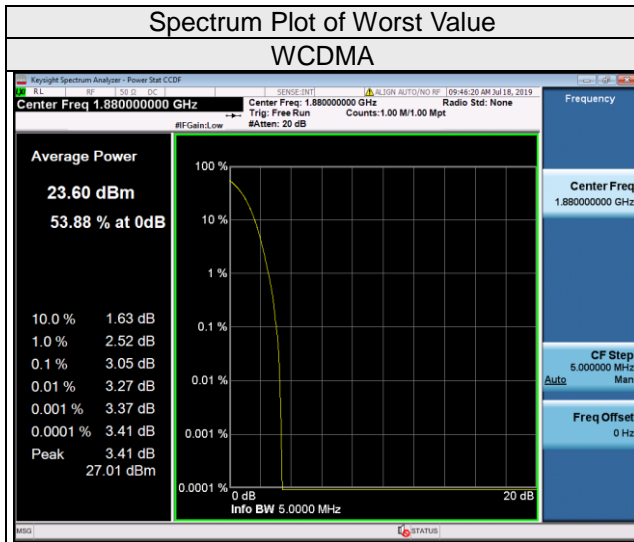 Spectrum Plot of Worst Value
WCDMA
Keysight Spectrum Analyzer - Power Stat CCDF
RL RF 50 Ω DC SENSE:INT ALIGN AUTO/NO RF 09:46:20 AM Jul 18, 2019
Center Freq 1.880000000 GHz
Center Freq: 1.880000000 GHz Radio Std: None
Trig: Free Run Counts:1.00 M/1.00 Mpt
#IFGain:Low #Atten: 20 dB
Frequency
Average Power
23.60 dBm
53.88 % at 0dB
10.0 % 1.63 dB
1.0 % 2.52 dB
0.1 % 3.05 dB
0.01 % 3.27 dB
0.001 % 3.37 dB
0.0001 % 3.41 dB
Peak 3.41 dB
27.01 dBm
100 %
10 %
1 %
0.1 %
0.01 %
0.001 %
0.0001 %
0 dB 20 dB
Info BW 5.0000 MHz
Center Freq
1.880000000 GHz
CF Step
5.000000 MHz
Auto Man
Freq Offset
0 Hz
MSG STATUS